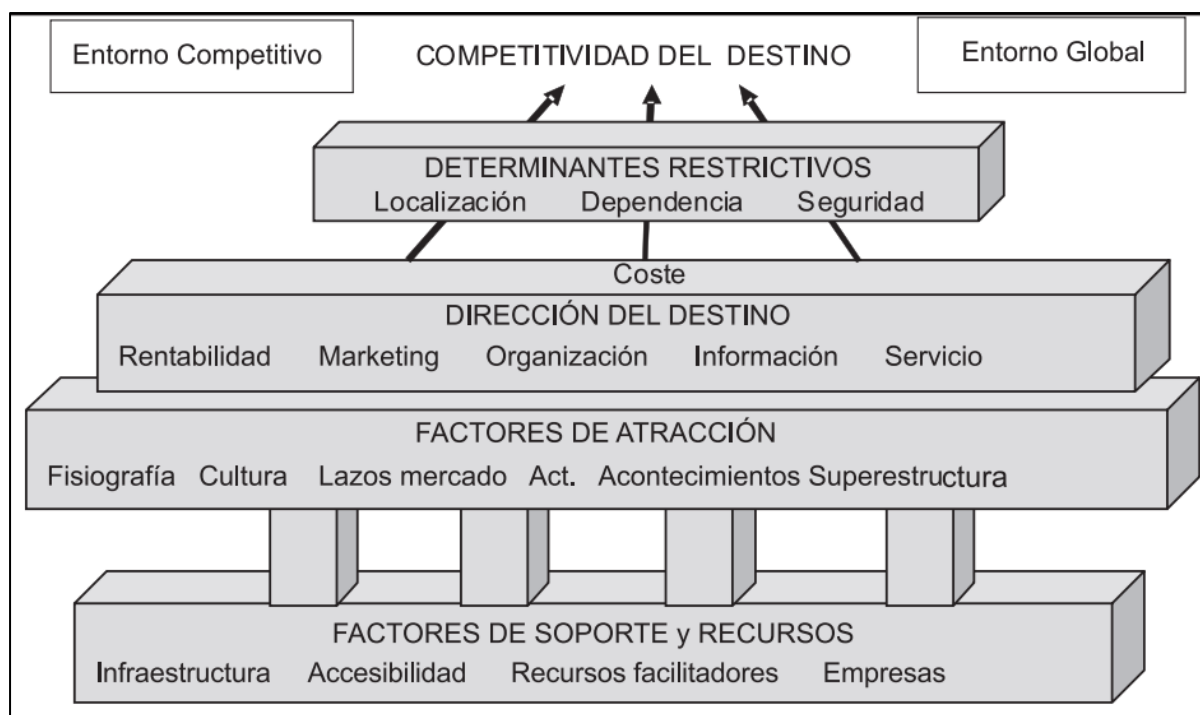 Entorno Competitivo
COMPETITIVIDAD DEL DESTINO
Entorno Global
DETERMINANTES RESTRICTIVOS
Localización Dependencia Seguridad
Coste
DIRECCIÓN DEL DESTINO
Rentabilidad Marketing Organización Información Servicio
FACTORES DE ATRACCIÓN
Fisiografía Cultura Lazos mercado Act. Acontecimientos Superestructura
FACTORES DE SOPORTE y RECURSOS
Infraestructura Accesibilidad Recursos facilitadores Empresas